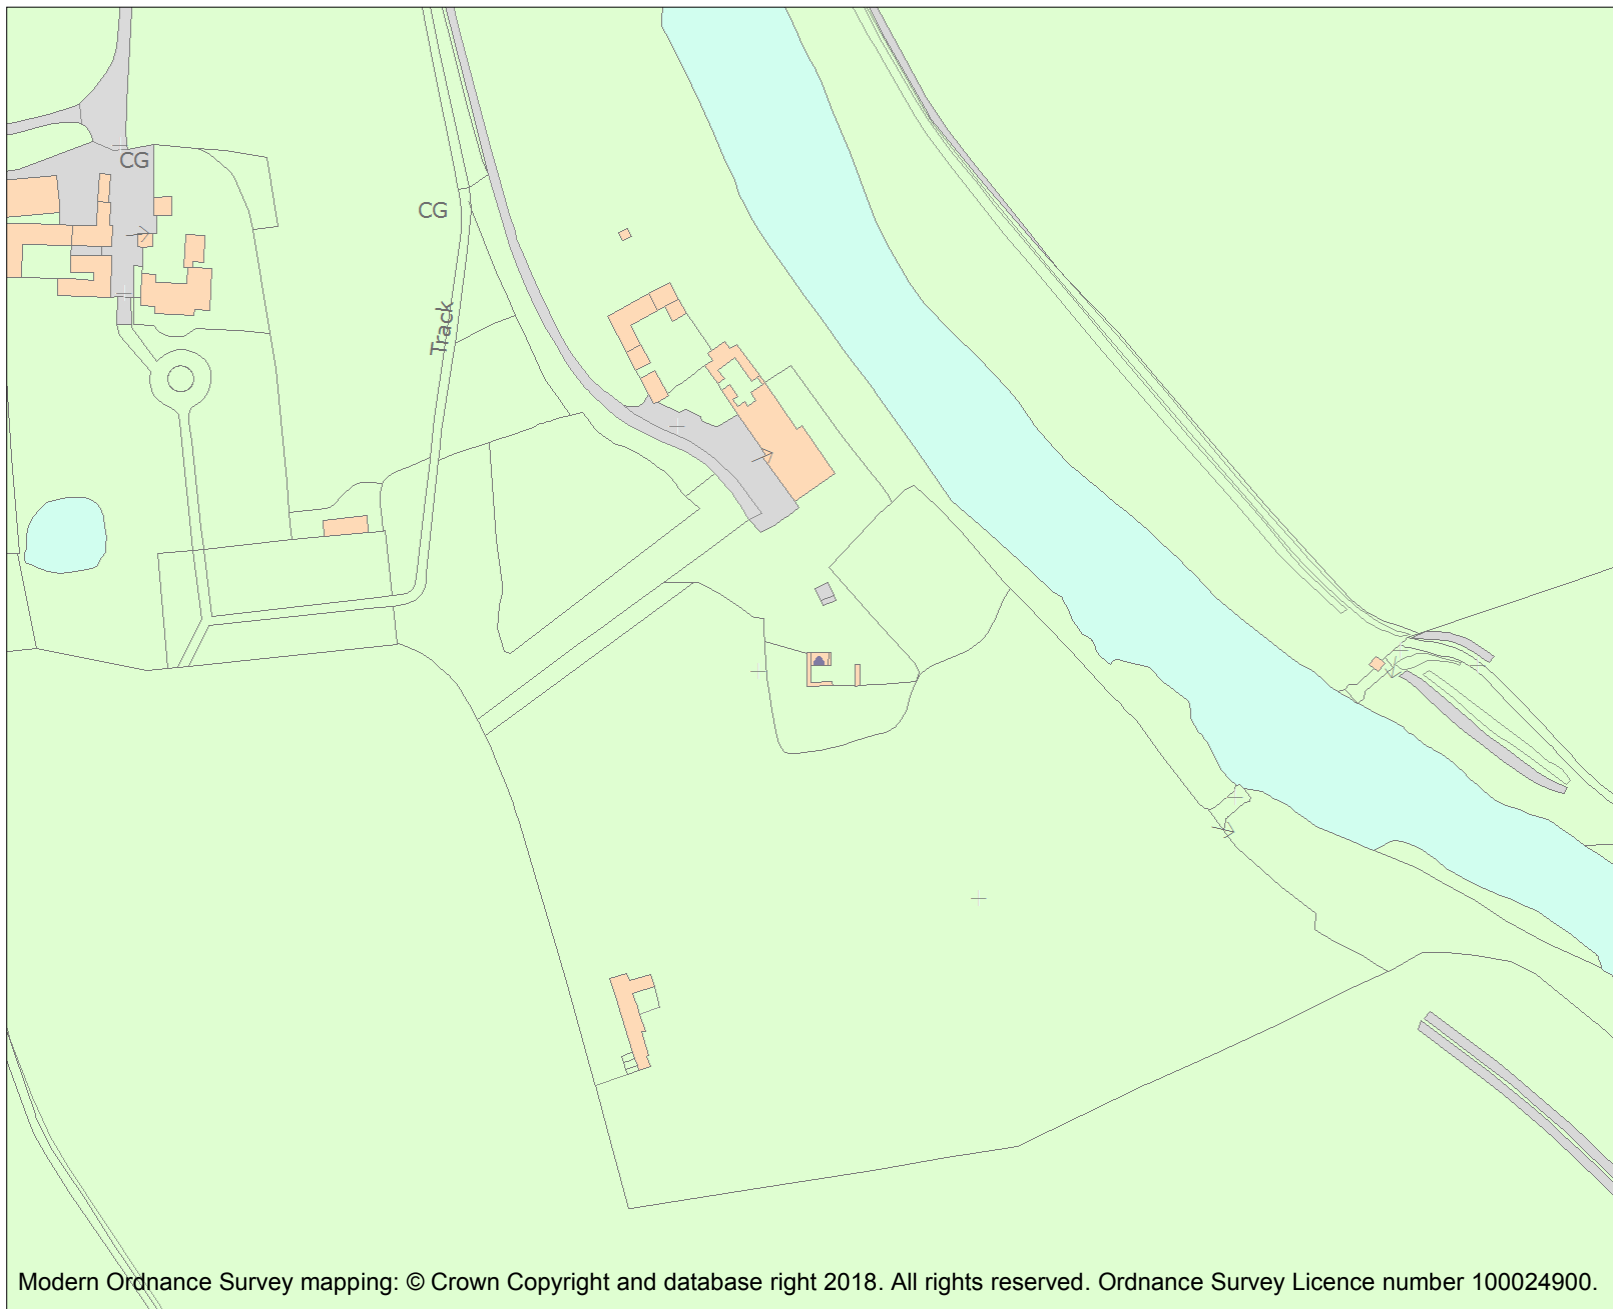 CG
CG
Track
Modern Ordnance Survey mapping: © Crown Copyright and database right 2018. All rights reserved. Ordnance Survey Licence number 100024900.